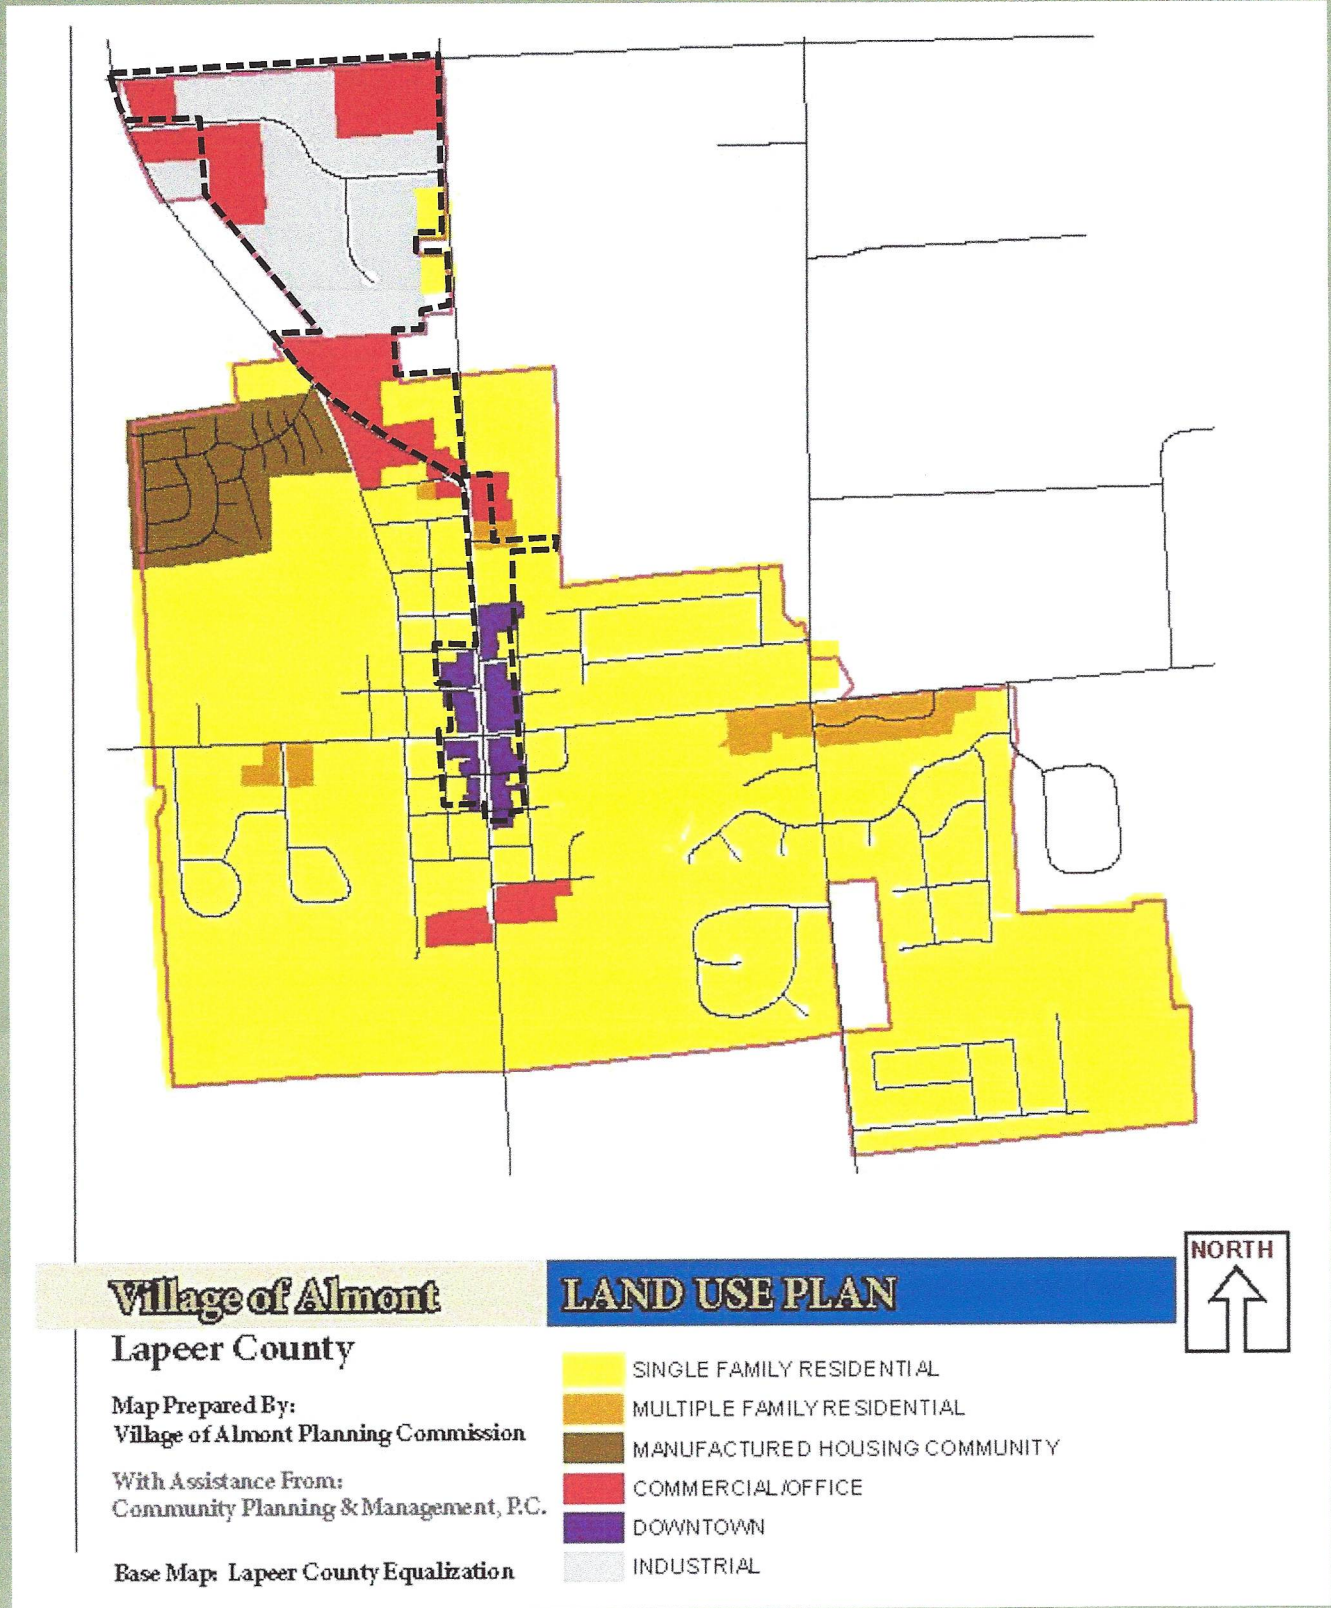 NORTH
Village of Almont
LAND USE PLAN
Lapeer County
Map Prepared By:
Village of Almont Planning Commission
With Assistance From:
Community Planning & Management, P.C.
Base Map: Lapeer County Equalization
SINGLE FAMILY RESIDENTIAL
MULTIPLE FAMILY RESIDENTIAL
MANUFACTURED HOUSING COMMUNITY
COMMERCIAL/OFFICE
DOWNTOWN
INDUSTRIAL